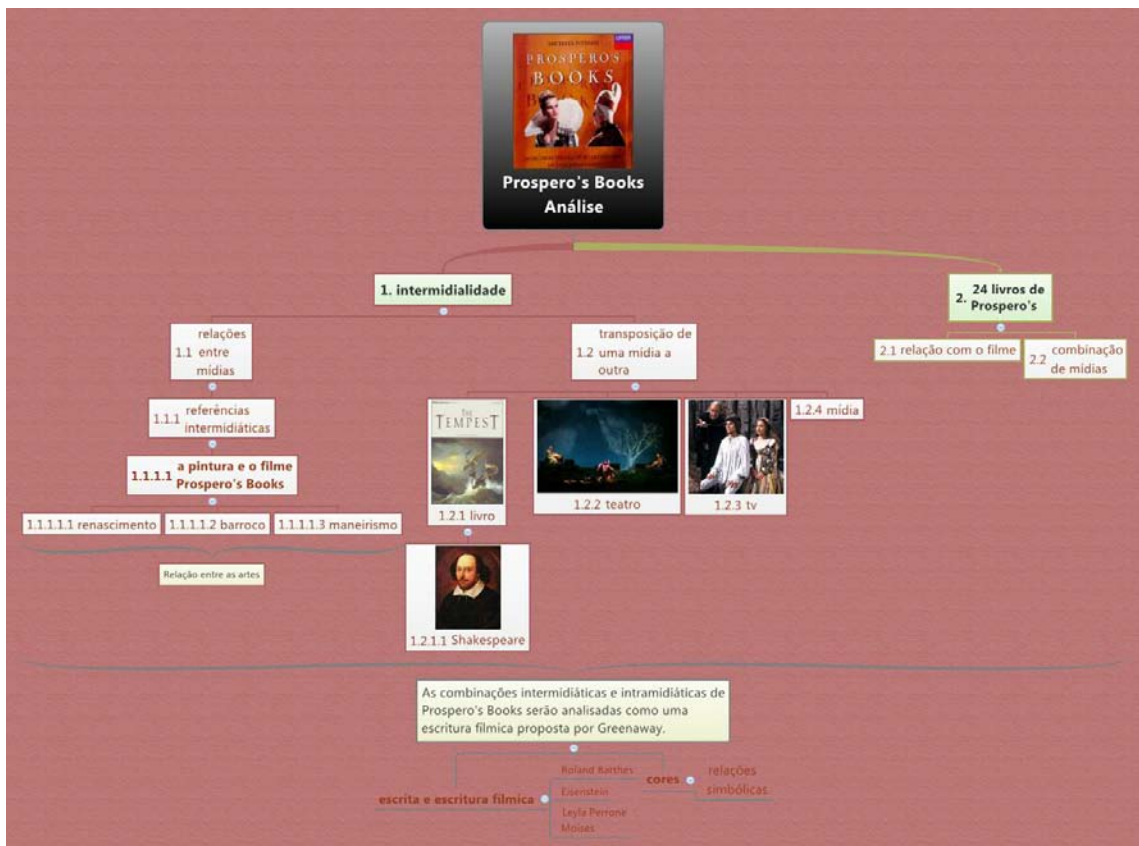 PROSPERO'S
BOOKS
Prospero's Books
Análise
1. intermidialidade
2. 24 livros de
Prospero's
1.1 relações
entre
mídias
1.2 transposição de
uma mídia a
outra
2.1 relação com o filme
2.2 combinação
de mídias
1.1.1 referências
intermidiáticas
THE
TEMPEST
1.2.1 livro
1.2.2 teatro
1.2.3 tv
1.2.4 mídia
1.1.1.1 a pintura e o filme
Prospero's Books
1.1.1.1.1 renascimento
1.1.1.1.2 barroco
1.1.1.1.3 maneirismo
Relação entre as artes
1.2.1.1 Shakespeare
As combinações intermidiáticas e intramidiáticas de
Prospero's Books serão analisadas como uma
escritura fílmica proposta por Greenaway.
escrita e escritura fílmica
Roland Barthes
Eisenstein
Leyla Perrone
Moises
cores
relações
simbólicas.